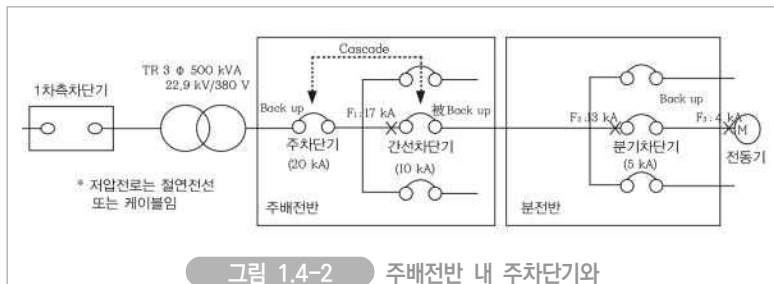 Cascade
TR 3 Φ 500 kVA
22,9 kV/380 V
1차측차단기
Back up
F₁:17 kA
被Back up
Back up
F₂:13 kA
F₃:4 kA
M
주차단기
(20 kA)
간선차단기
(10 kA)
분기차단기
(5 kA)
전동기
* 저압전로는 절연전선
또는 케이블임
주배전반
분전반
그림 1.4-2 주배전반 내 주차단기와